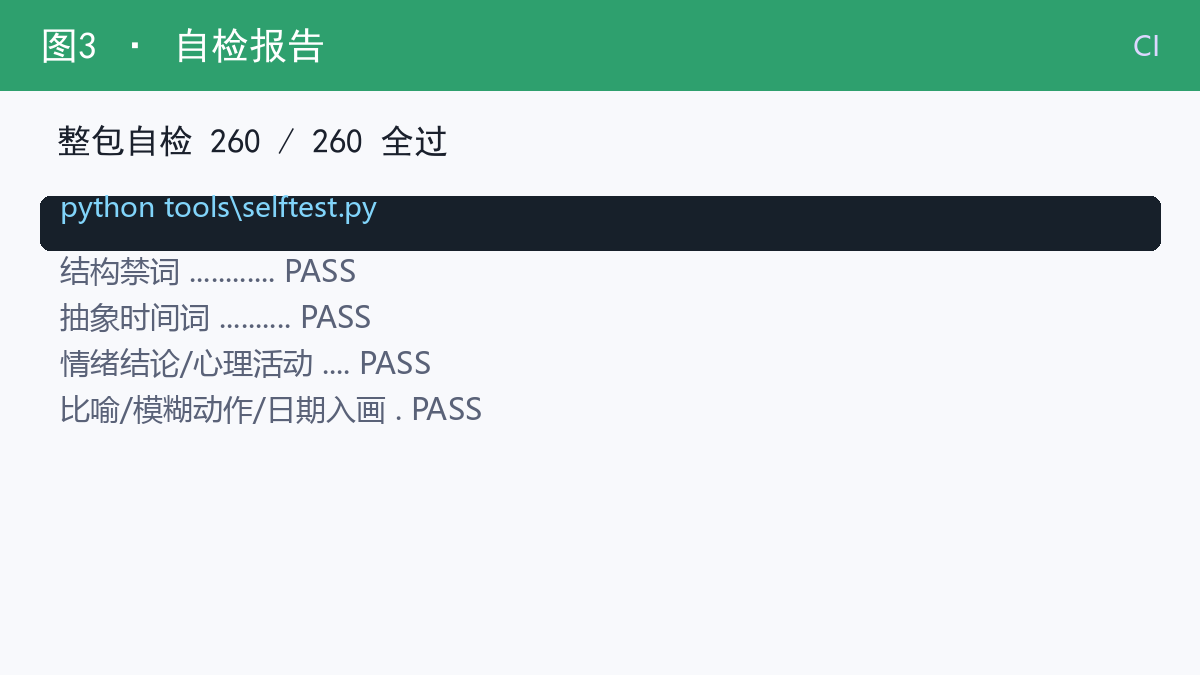 图3 · 自检报告
CI
整包自检 260 / 260 全过
python tools\selftest.py
结构禁词 ............ PASS
抽象时间词 .......... PASS
情绪结论/心理活动 .... PASS
比喻/模糊动作/日期入画 . PASS